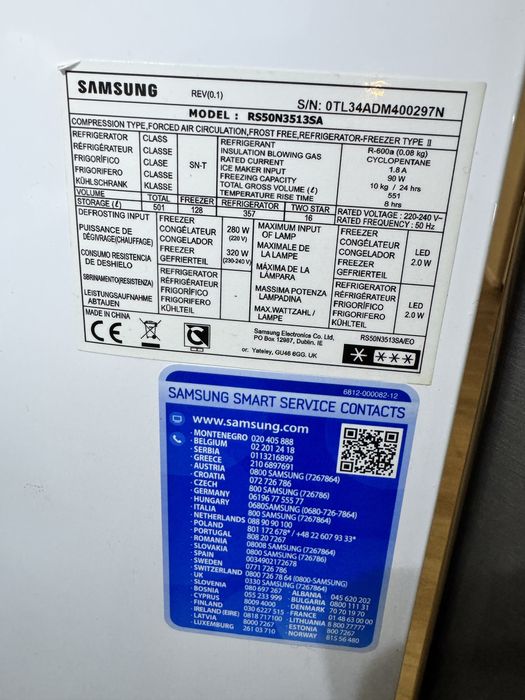 SAMSUNG REV(0.1) S/N: 0TL34ADM400297N
MODEL : RS50N3513SA
COMPRESSION TYPE,FORCED AIR CIRCULATION,FROST FREE,REFRIGERATOR-FREEZER TYPE II
REFRIGERATOR CLASS
RÉFRIGÉRATEUR CLASSE
FRIGORÍFICO CLASE
FRIGORIFERO CLASSE
KÜHLSCHRANK KLASSE
SN-T
REFRIGERANT R-600a (0.08 kg)
INSULATION BLOWING GAS CYCLOPENTANE
RATED CURRENT 1.8 A
ICE MAKER INPUT 90 W
FREEZING CAPACITY 10 kg / 24 hrs
TOTAL GROSS VOLUME (ℓ) 551
TEMPERATURE RISE TIME 8 hrs
VOLUME TOTAL FREEZER REFRIGERATOR TWO STAR RATED VOLTAGE : 220-240 V~
STORAGE (ℓ) 501 128 357 16 RATED FREQUENCY : 50 Hz
DEFROSTING INPUT
PUISSANCE DE
DÉGIVRAGE(CHAUFFAGE)
CONSUMO RESISTENCIA
DE DESHIELO
SBRINAMENTO(RESISTENZA)
LEISTUNGSAUFNAHME
ABTAUEN
FREEZER
CONGÉLATEUR
CONGELADOR
FREEZER
GEFRIERTEIL
280 W
(220 V)
320 W
(230-240 V)
REFRIGERATOR
RÉFRIGÉRATEUR
FRIGORÍFICO
FRIGORIFERO
KÜHLTEIL
MAXIMUM INPUT
OF LAMP
MAXIMALE DE
LA LAMPE
MÁXIMA DE LA
LÁMPARA
MASSIMA POTENZA
LAMPADINA
MAX.WATTZAHL /
LAMPE
FREEZER
CONGÉLATEUR
CONGELADOR
FREEZER
GEFRIERTEIL
LED
2.0 W
REFRIGERATOR
RÉFRIGÉRATEUR
FRIGORÍFICO
FRIGORIFERO
KÜHLTEIL
LED
2.0 W
MADE IN CHINA
CE
Samsung Electronics Co. Ltd,
PO Box 12987, Dublin. IE
or. Yateley, GU46 6GG. UK
RS50N3513SA/EO
6812-000082-12
SAMSUNG SMART SERVICE CONTACTS
www.samsung.com
· MONTENEGRO 020 405 888
· BELGIUM 02 201 24 18
· SERBIA 0113216899
· GREECE 210 6897691
· AUSTRIA 0800 SAMSUNG (7267864)
· CROATIA 072 726 786
· CZECH 800 SAMSUNG (726786)
· GERMANY 06196 77 555 77
· HUNGARY 0680SAMSUNG (0680-726-7864)
· ITALIA 800 SAMSUNG (7267864)
· NETHERLANDS 088 90 90 100
· POLAND 801 172 678* / +48 22 607 93 33*
· PORTUGAL 808 20 7267
· ROMANIA 08008 SAMSUNG (7267864)
· SLOVAKIA 0800 SAMSUNG (726786)
· SPAIN 0034902172678
· SWEDEN 0771 726 786
· SWITZERLAND 0800 726 78 64 (0800-SAMSUNG)
· UK 0330 SAMSUNG (7267864)
· SLOVENIA 080 697 267
· BOSNIA 055 233 999
· CYPRUS 8009 4000
· FINLAND 030 6227 515
· IRELAND (EIRE) 0818 717100
· LATVIA 8000 7267
· LUXEMBURG 261 03 710
· ALBANIA 045 620 202
· BULGARIA 0800 111 31
· DENMARK 70 70 19 70
· FRANCE 01 48 63 00 00
· LITHUANIA 8 800 77777
· ESTONIA 800 7267
· NORWAY 815 56 480